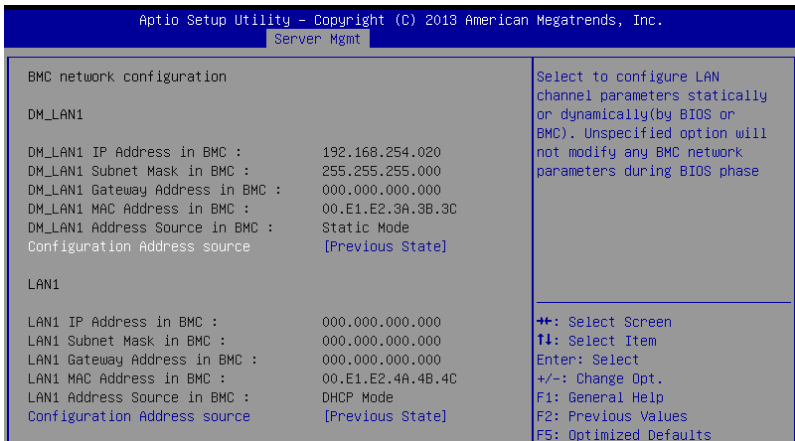 Aptio Setup Utility – Copyright (C) 2013 American Megatrends, Inc.
Server Mgmt
BMC network configuration
DM_LAN1
DM_LAN1 IP Address in BMC : 192.168.254.020
DM_LAN1 Subnet Mask in BMC : 255.255.255.000
DM_LAN1 Gateway Address in BMC : 000.000.000.000
DM_LAN1 MAC Address in BMC : 00.E1.E2.3A.3B.3C
DM_LAN1 Address Source in BMC : Static Mode
Configuration Address source [Previous State]
LAN1
LAN1 IP Address in BMC : 000.000.000.000
LAN1 Subnet Mask in BMC : 000.000.000.000
LAN1 Gateway Address in BMC : 000.000.000.000
LAN1 MAC Address in BMC : 00.E1.E2.4A.4B.4C
LAN1 Address Source in BMC : DHCP Mode
Configuration Address source [Previous State]
Select to configure LAN
channel parameters statically
or dynamically(by BIOS or
BMC). Unspecified option will
not modify any BMC network
parameters during BIOS phase
→←: Select Screen
↑↓: Select Item
Enter: Select
+/-: Change Opt.
F1: General Help
F2: Previous Values
F5: Optimized Defaults